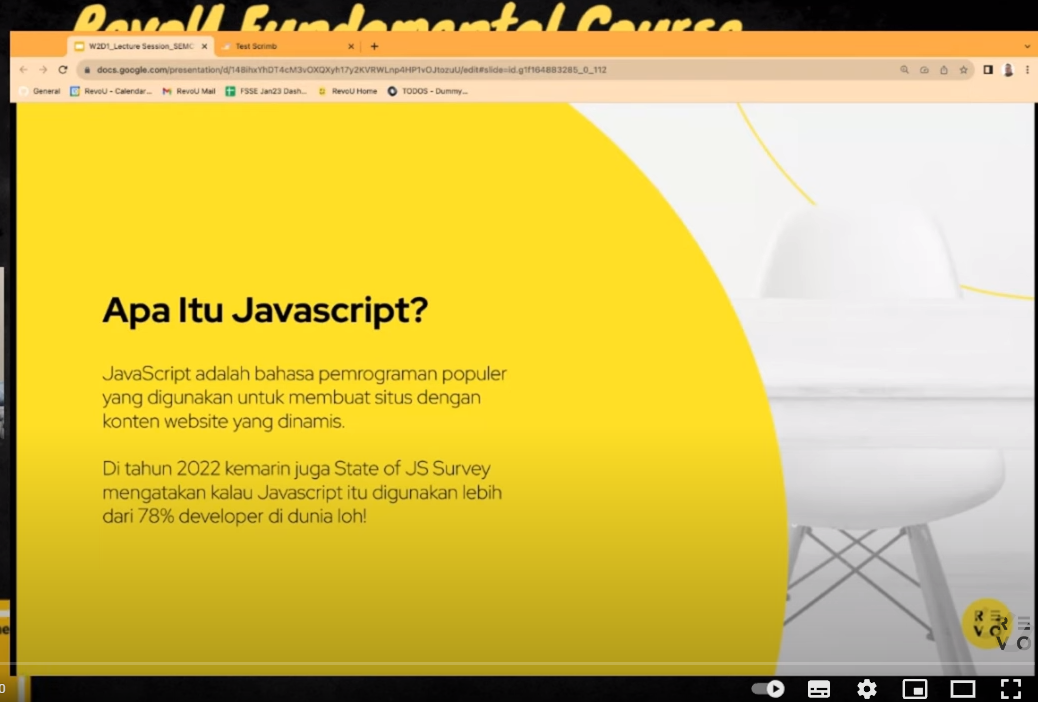 RevoU Fundamental Course
W2D1_Lecture Session_SEMC
Test Scrimb
docs.google.com/presentation/d/148ihxYhDT4cM3vOXQXyh17y2KVRWLnp4HP1vOJtozuU/edit#slide=id.g1f164883285_0_112
General
RevoU - Calendar...
RevoU Mail
FSSE Jan23 Dash...
RevoU Home
TODOS - Dummy...
Apa Itu Javascript?
JavaScript adalah bahasa pemrograman populer
yang digunakan untuk membuat situs dengan
konten website yang dinamis.
Di tahun 2022 kemarin juga State of JS Survey
mengatakan kalau Javascript itu digunakan lebih
dari 78% developer di dunia loh!